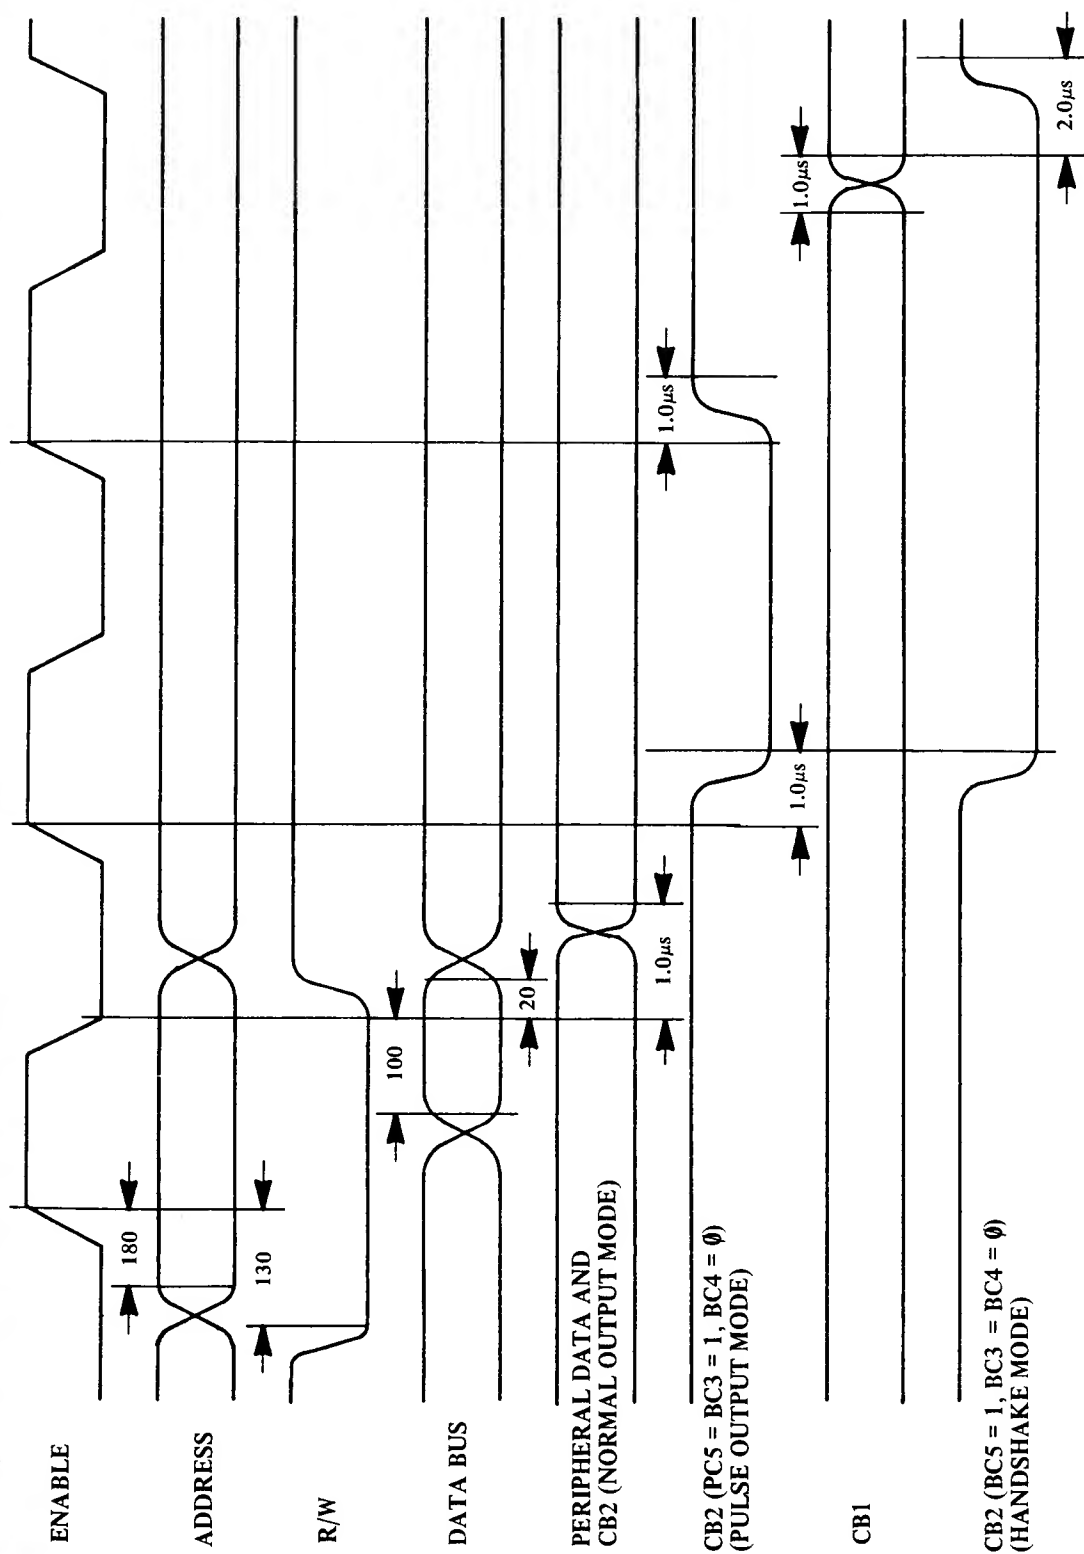 ENABLE
180
ADDRESS
130
R/W
100
DATA BUS
20
PERIPHERAL DATA AND
CB2 (NORMAL OUTPUT MODE)
1.0μs
1.0μs
CB2 (PC5 = BC3 = 1, BC4 = 0)
(PULSE OUTPUT MODE)
1.0μs
1.0μs
CB1
CB2 (BC5 = 1, BC3 = BC4 = 0)
(HANDSHAKE MODE)
2.0μs